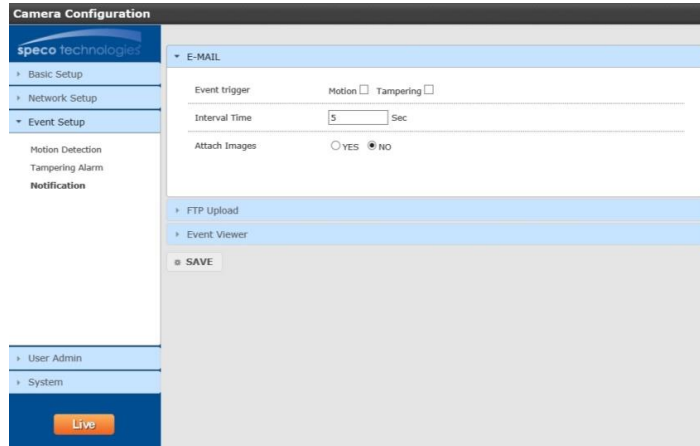 Camera Configuration
speco technologies
Basic Setup
Network Setup
Event Setup
Motion Detection
Tampering Alarm
Notification
User Admin
System
Live
E-MAIL
Event trigger Motion Tampering
Interval Time 5 Sec
Attach Images YES NO
FTP Upload
Event Viewer
SAVE